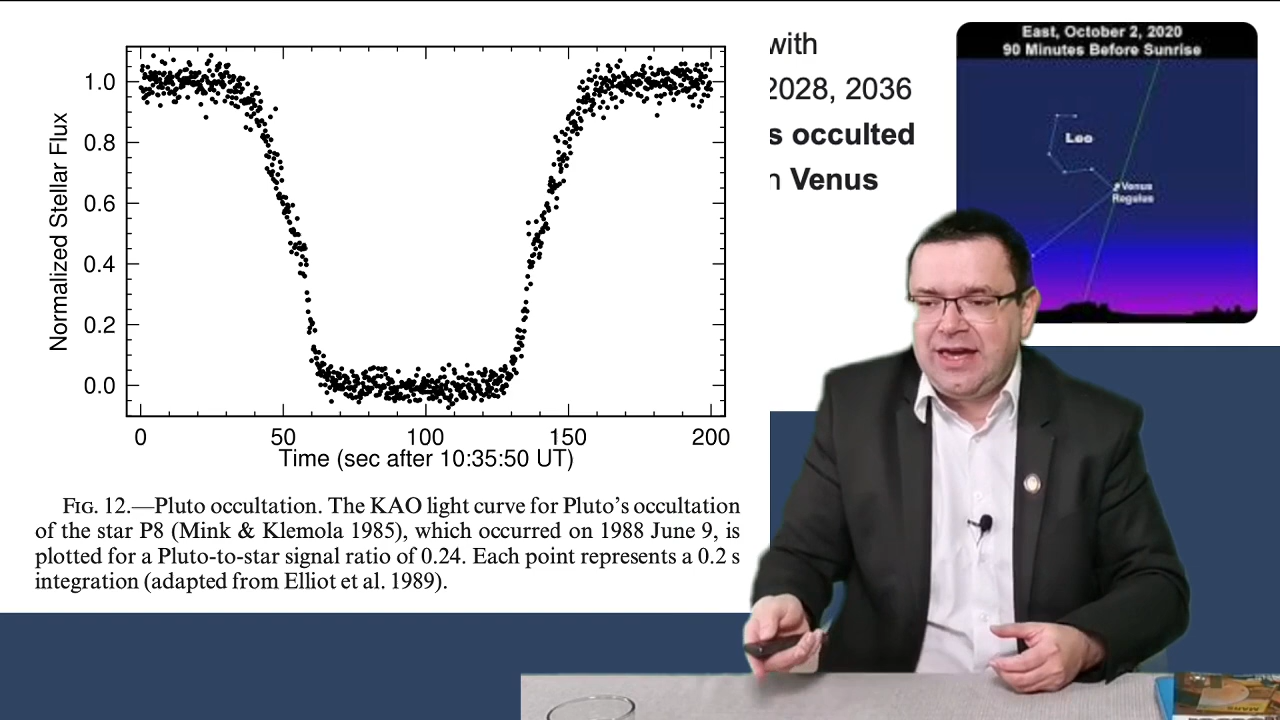 with
2028, 2036
s occulted
Venus
East, October 2, 2020
90 Minutes Before Sunrise
Leo
Venus
Regulus
1.0
0.8
0.6
0.4
0.2
0.0
Normalized Stellar Flux
0 50 100 150 200
Time (sec after 10:35:50 UT)
FIG. 12.—Pluto occultation. The KAO light curve for Pluto's occultation
of the star P8 (Mink & Klemola 1985), which occurred on 1988 June 9, is
plotted for a Pluto-to-star signal ratio of 0.24. Each point represents a 0.2 s
integration (adapted from Elliot et al. 1989).